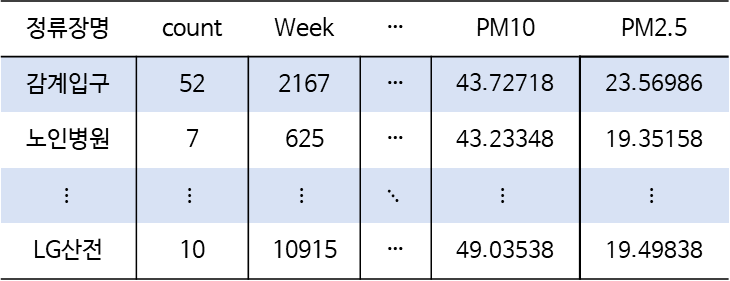 정류장명 count Week ⋯ PM10 PM2.5
감계입구 52 2167 ⋯ 43.72718 23.56986
노인병원 7 625 ⋯ 43.23348 19.35158
⋮ ⋮ ⋮ ⋱ ⋮ ⋮
LG산전 10 10915 ⋯ 49.03538 19.49838